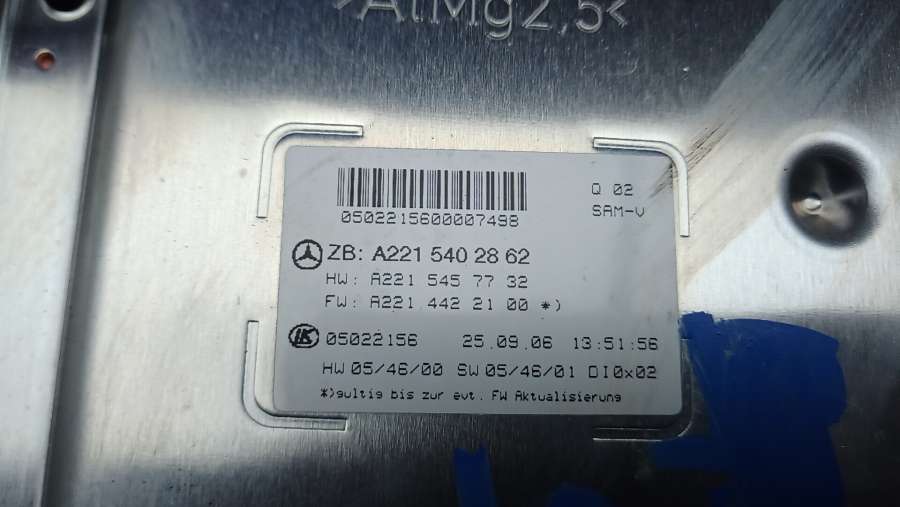 >AlMg2,5<
Q 02
SAM-V
0502215600007498
ZB: A221 540 28 62
HW: A221 545 77 32
FW: A221 442 21 00 *)
05022156 25.09.06 13:51:56
HW 05/46/00 SW 05/46/01 DI0x02
*)gultig bis zur evt. FW Aktualisierung